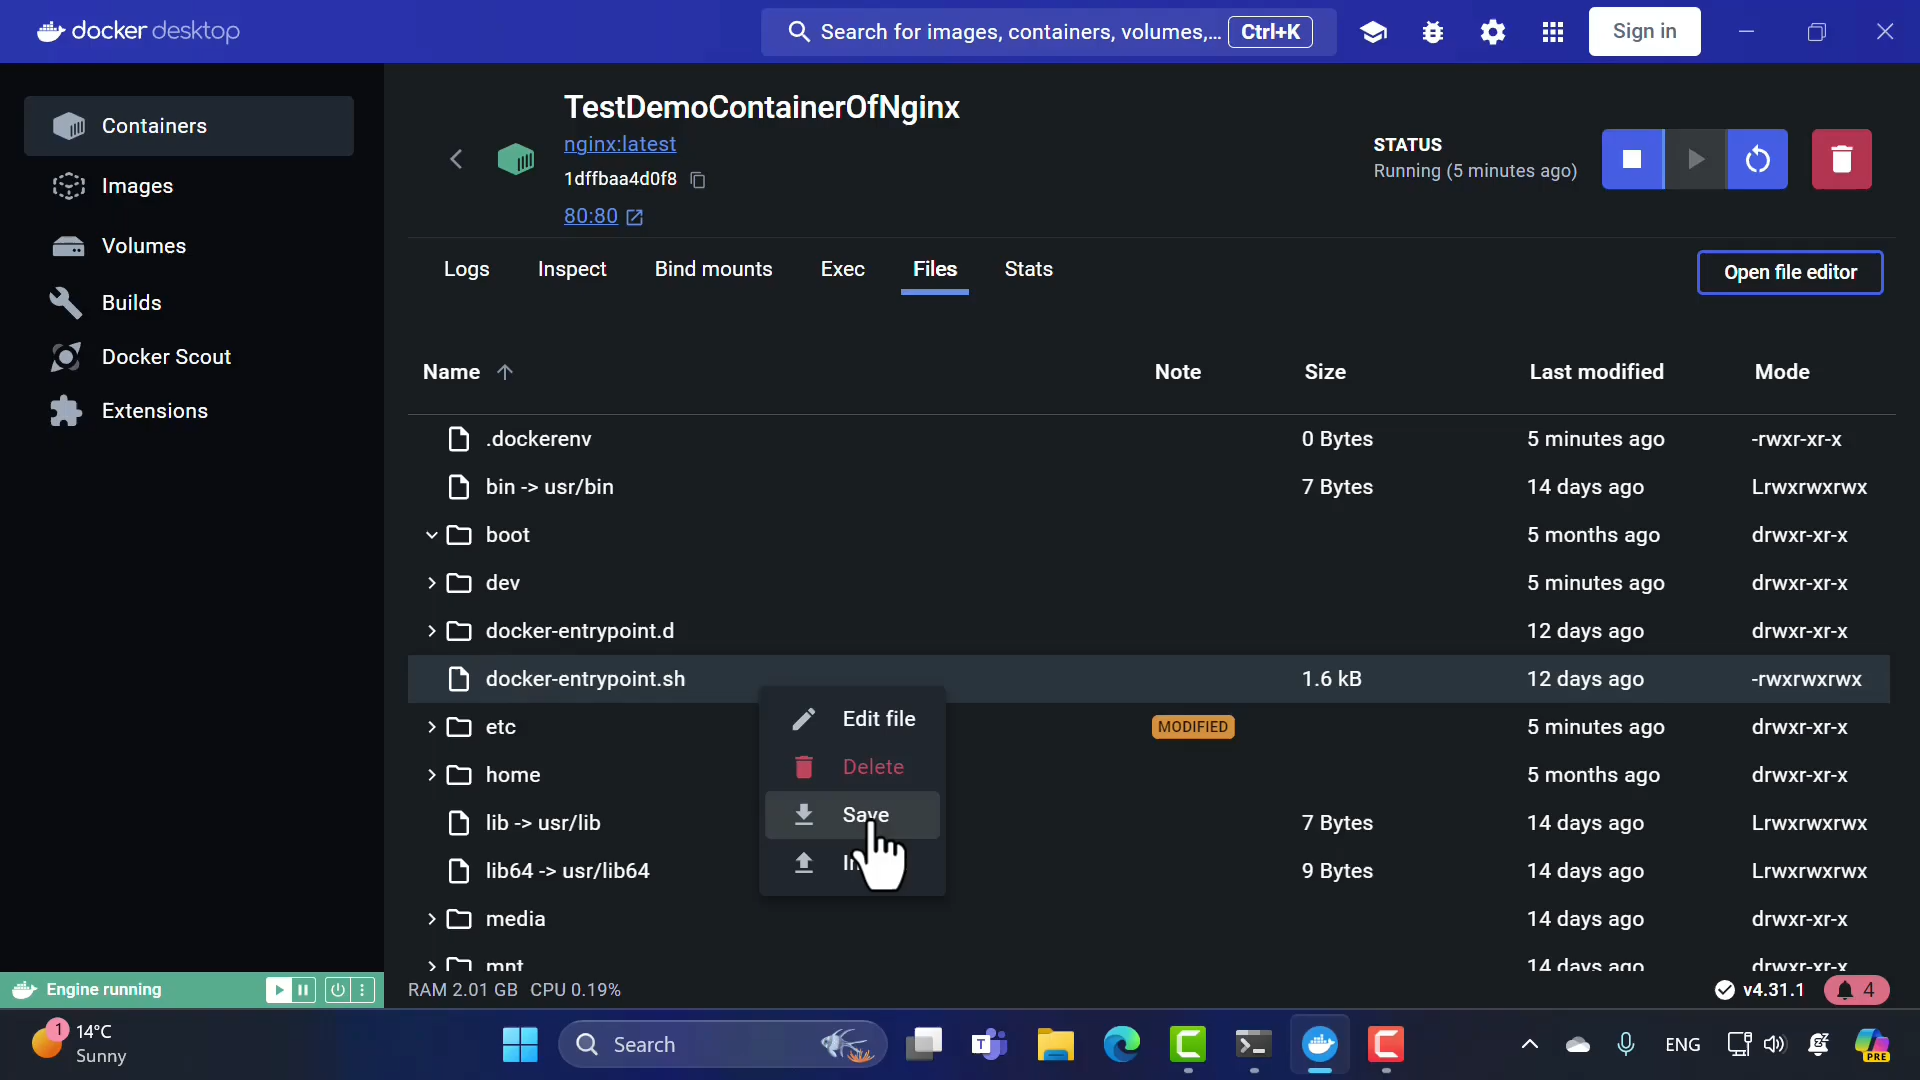 docker desktop
Search for images, containers, volumes,... Ctrl+K
Sign in
Containers
Images
Volumes
Builds
Docker Scout
Extensions
TestDemoContainerOfNginx
nginx:latest
1dffbaa4d0f8
80:80
STATUS
Running (5 minutes ago)
Logs Inspect Bind mounts Exec Files Stats
Open file editor
Name Note Size Last modified Mode
.dockerenv 0 Bytes 5 minutes ago -rwxr-xr-x
bin -> usr/bin 7 Bytes 14 days ago Lrwxrwxrwx
boot 5 months ago drwxr-xr-x
dev 5 minutes ago drwxr-xr-x
docker-entrypoint.d 12 days ago drwxr-xr-x
docker-entrypoint.sh 1.6 kB 12 days ago -rwxrwxrwx
etc MODIFIED 5 minutes ago drwxr-xr-x
home 5 months ago drwxr-xr-x
lib -> usr/lib 7 Bytes 14 days ago Lrwxrwxrwx
lib64 -> usr/lib64 9 Bytes 14 days ago Lrwxrwxrwx
media 14 days ago drwxr-xr-x
mnt 14 days ago drwxr-xr-x
Edit file
Delete
Save
Engine running
RAM 2.01 GB CPU 0.19%
v4.31.1
4
1
14°C
Sunny
Search
ENG
PRE